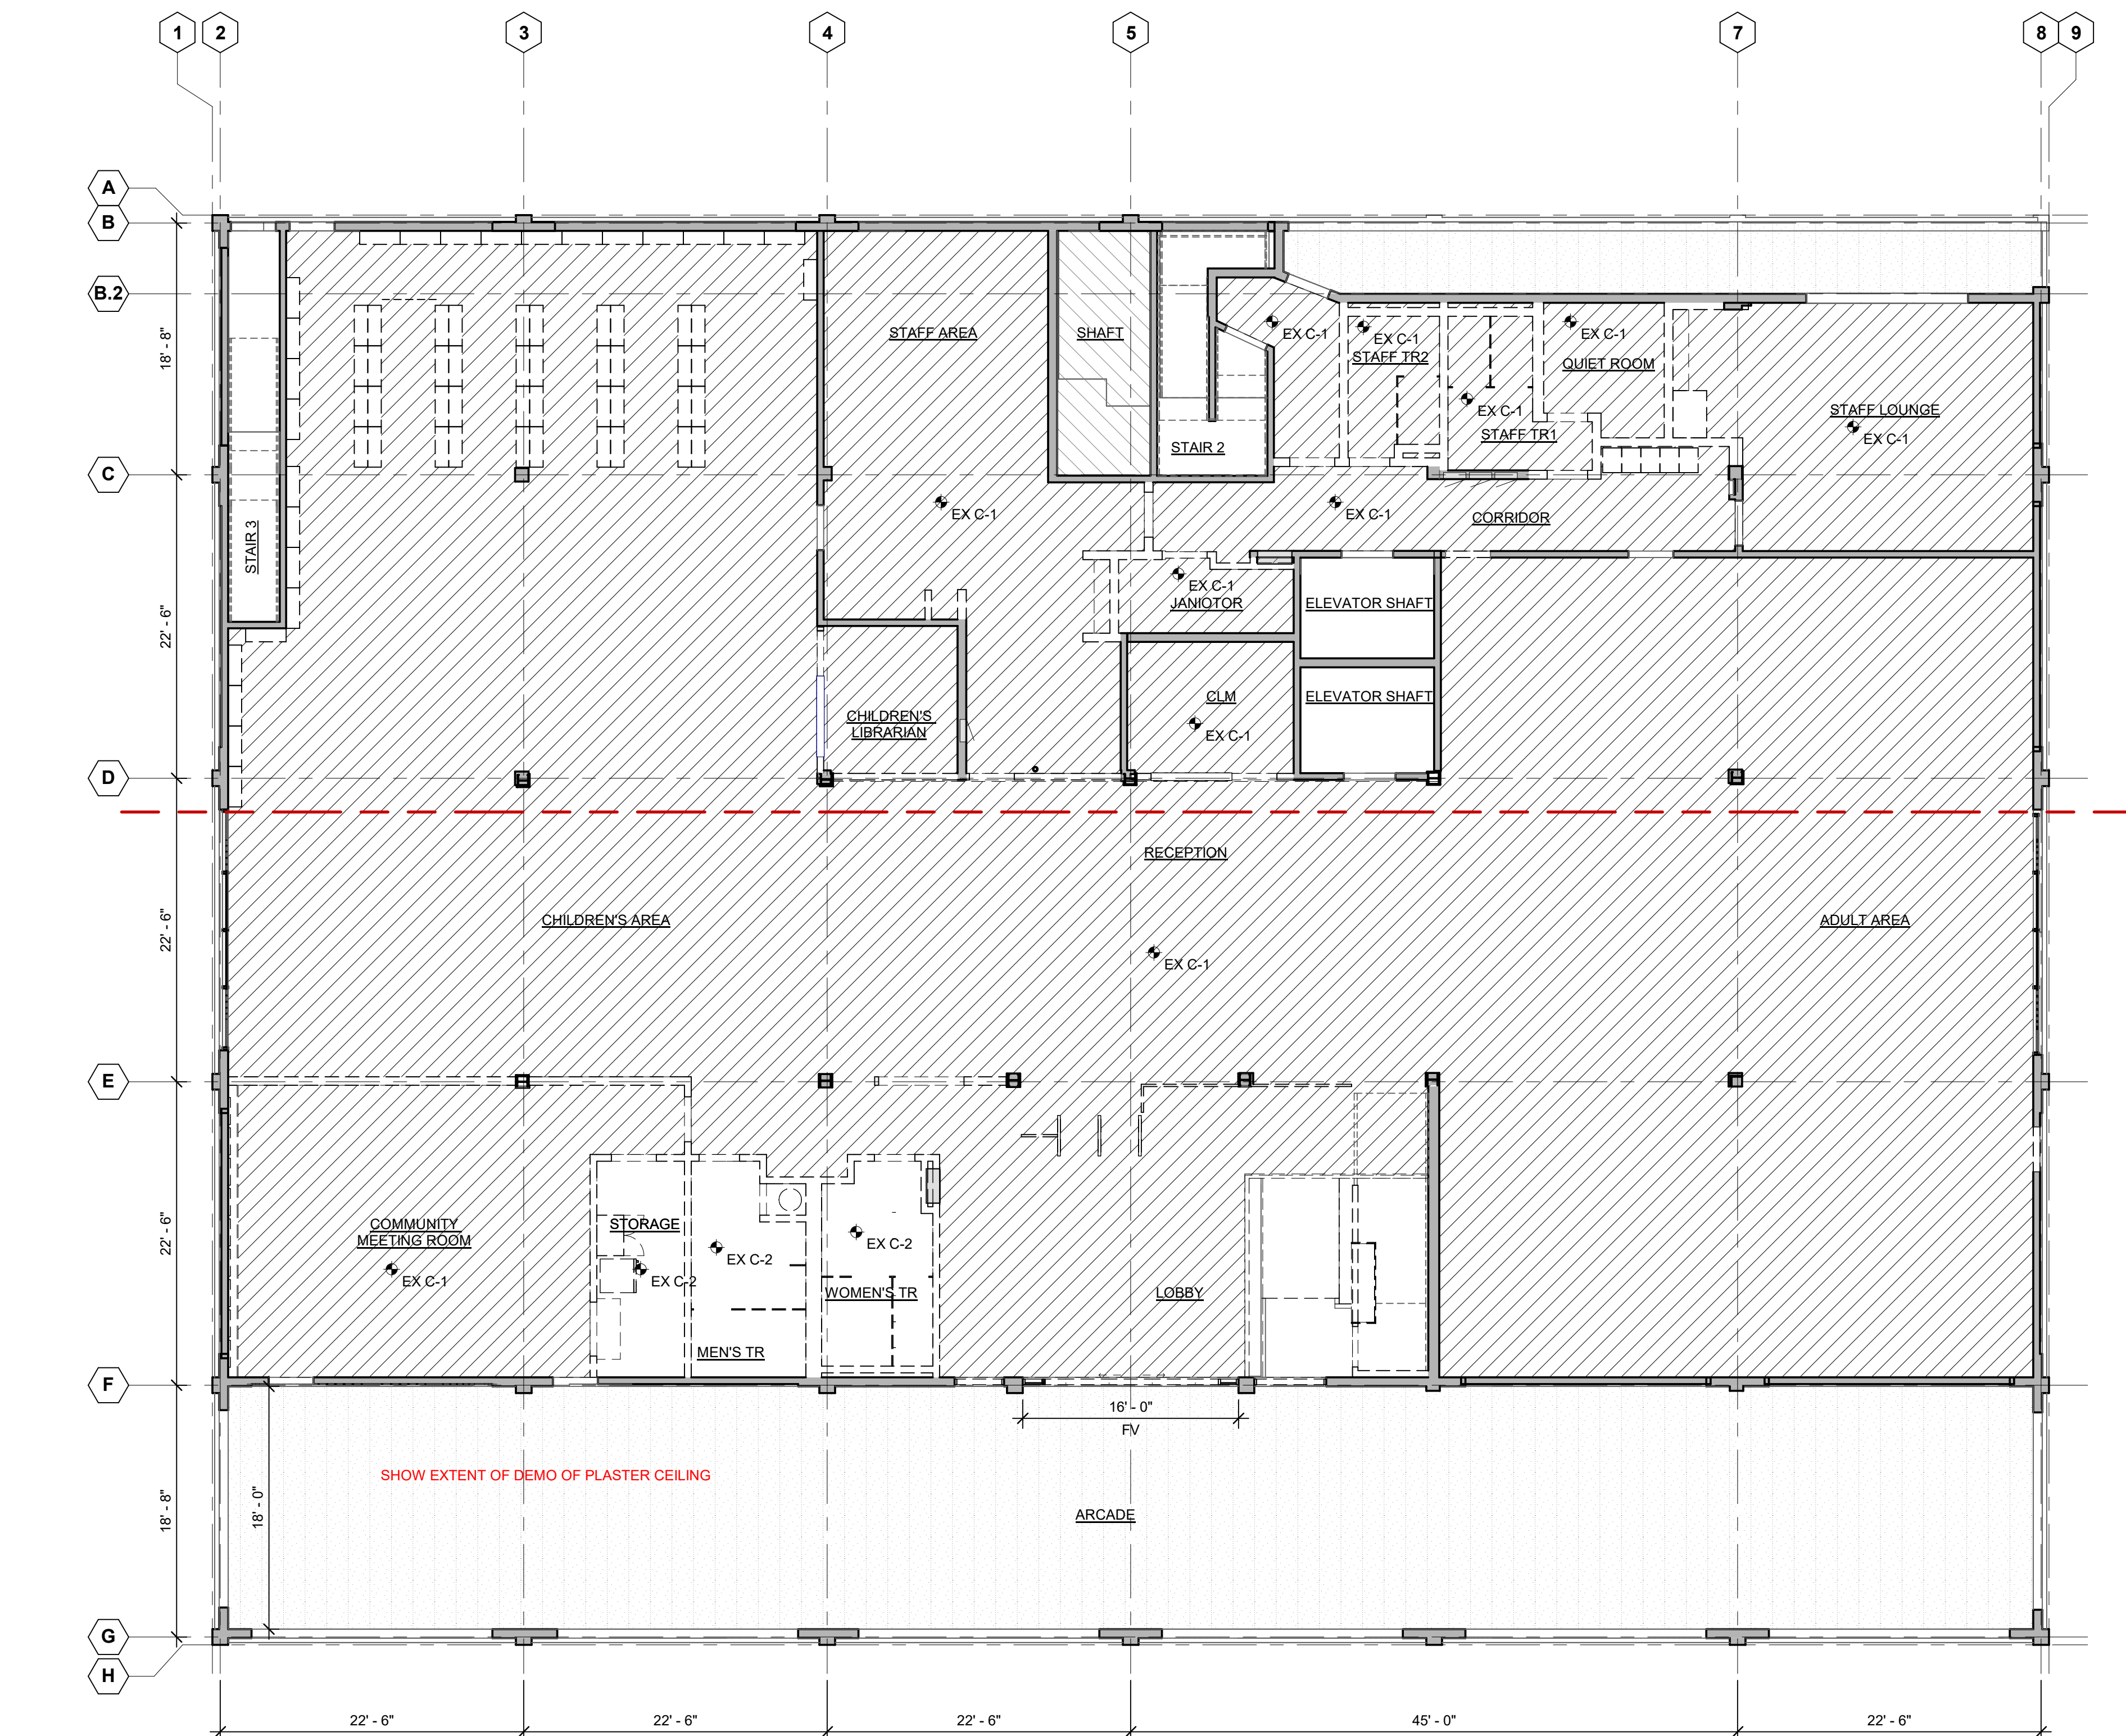 1
2
3
4
5
7
8
9
A
B
B.2
C
D
E
F
G
H
18' - 8"
22' - 6"
22' - 6"
22' - 6"
18' - 8"
18' - 0"
STAIR 3
STAFF AREA
SHAFT
STAIR 2
EX C-1
EX C-1
STAFF TR2
EX C-1
QUIET ROOM
EX C-1
STAFF TR1
STAFF LOUNGE
EX C-1
EX C-1
EX C-1
CORRIDOR
EX C-1
JANIOTOR
ELEVATOR SHAFT
CHILDREN'S
LIBRARIAN
CLM
EX C-1
ELEVATOR SHAFT
RECEPTION
CHILDREN'S AREA
ADULT AREA
EX C-1
COMMUNITY
MEETING ROOM
EX C-1
STORAGE
EX C-2
EX C-2
MEN'S TR
EX C-2
WOMEN'S TR
LOBBY
16' - 0"
FV
SHOW EXTENT OF DEMO OF PLASTER CEILING
ARCADE
22' - 6"
22' - 6"
22' - 6"
45' - 0"
22' - 6"